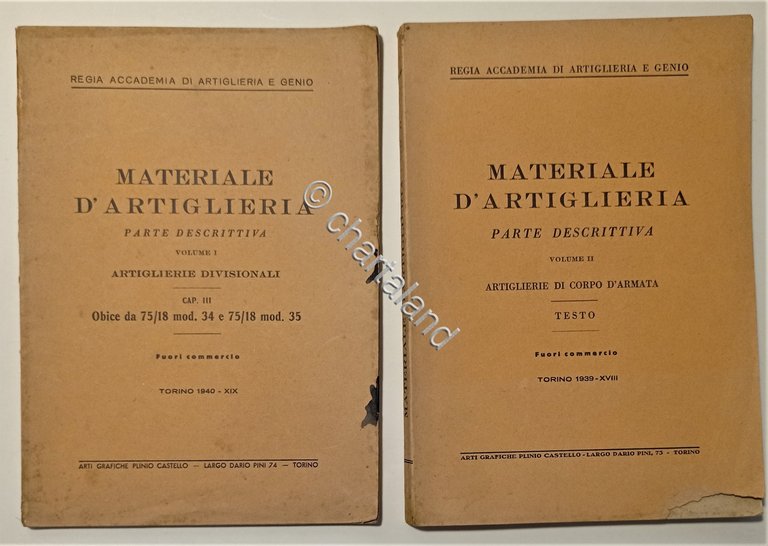 REGIA ACCADEMIA DI ARTIGLIERIA E GENIO
MATERIALE
D'ARTIGLIERIA
PARTE DESCRITTIVA
VOLUME I
ARTIGLIERIE DIVISIONALI
CAP. III
Obice da 75/18 mod. 34 e 75/18 mod. 35
Fuori commercio
TORINO 1940 - XIX
ARTI GRAFICHE PLINIO CASTELLO — LARGO DARIO PINI 74 — TORINO
REGIA ACCADEMIA DI ARTIGLIERIA E GENIO
MATERIALE
D'ARTIGLIERIA
PARTE DESCRITTIVA
VOLUME II
ARTIGLIERIE DI CORPO D'ARMATA
TESTO
Fuori commercio
TORINO 1939-XVIII
ARTI GRAFICHE PLINIO CASTELLO - LARGO DARIO PINI, 75 - TORINO
© chartaland